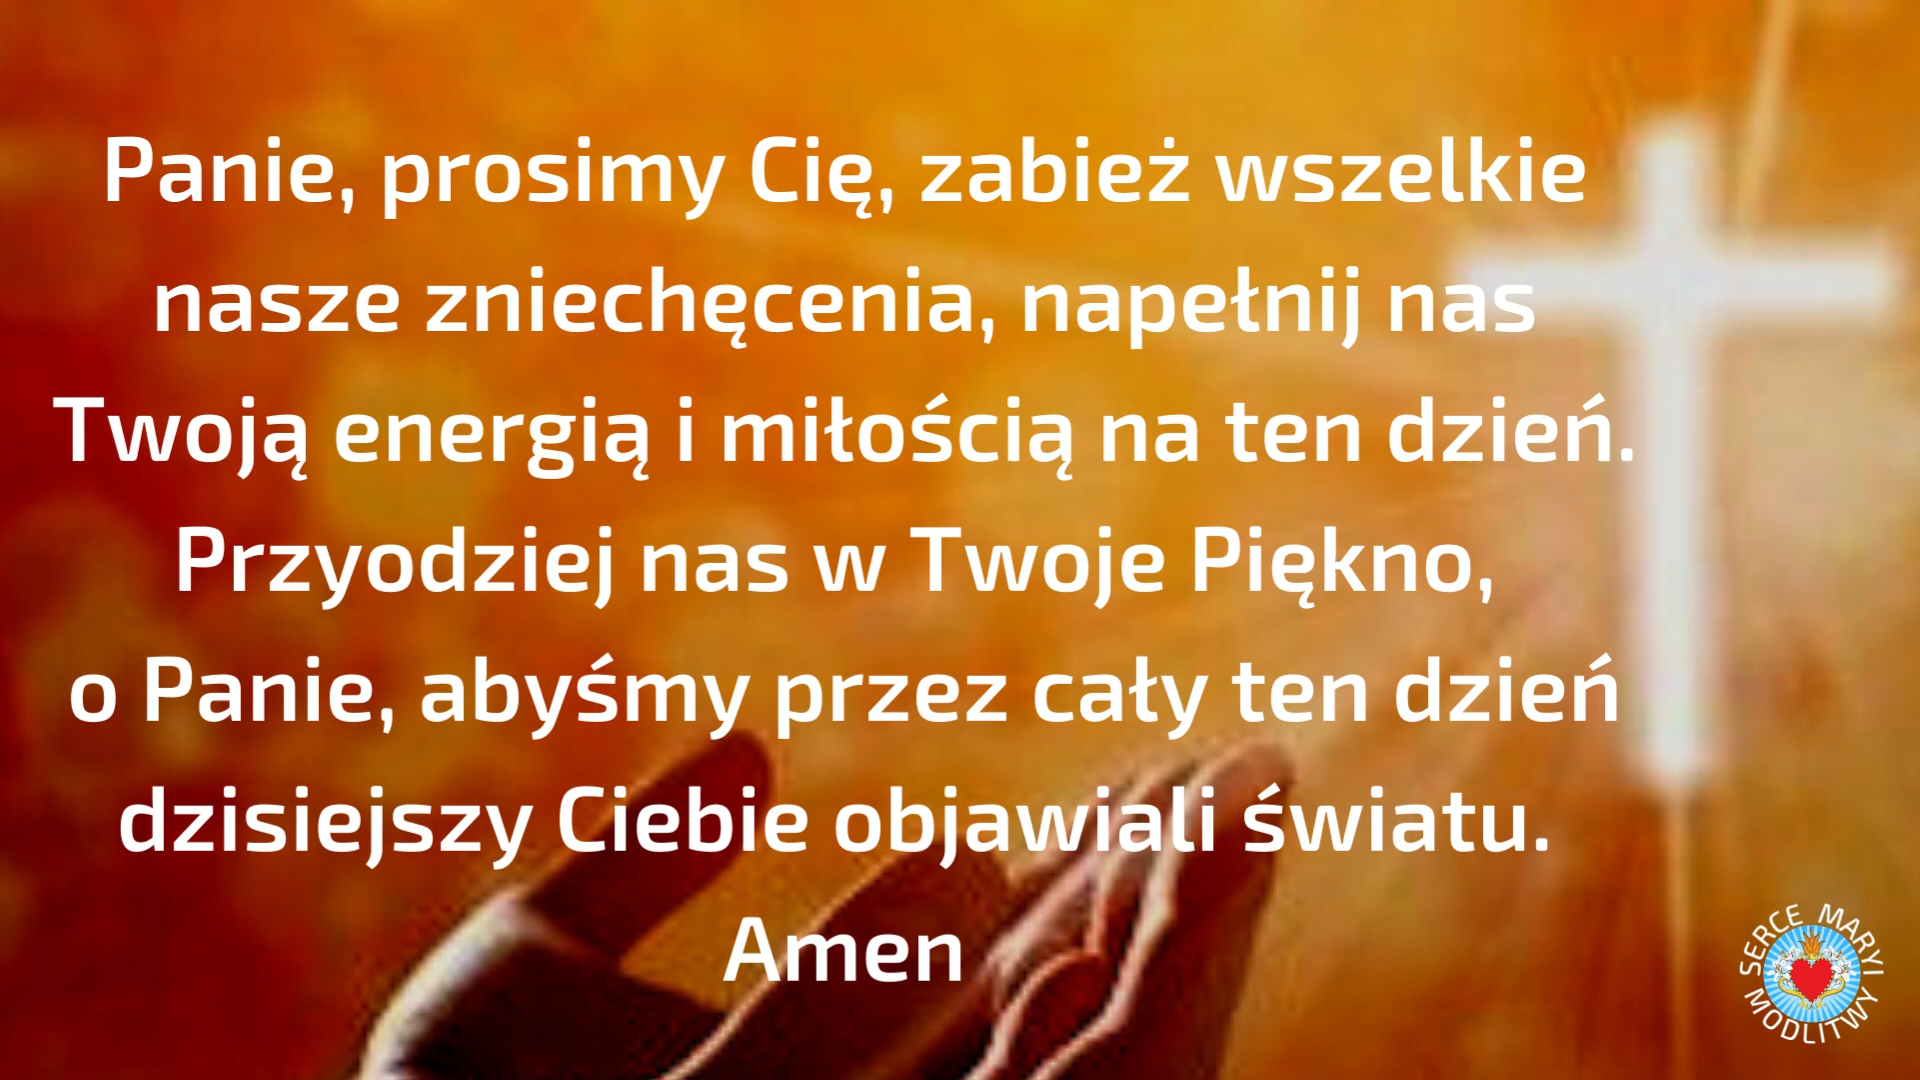 Panie, prosimy Cię, zabież wszelkie
nasze zniechęcenia, napełnij nas
Twoją energią i miłością na ten dzień.
Przyodziej nas w Twoje Piękno,
o Panie, abyśmy przez cały ten dzień
dzisiejszy Ciebie objawiali światu.
Amen
SERCE MARYI
MODLITWY